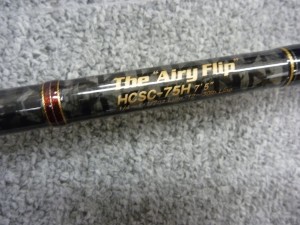 The "Airy Flip"
HCSC-75H 7'5"